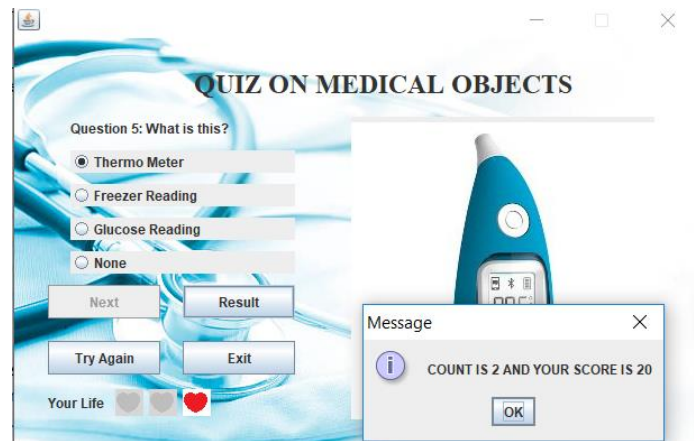 QUIZ ON MEDICAL OBJECTS
Question 5: What is this?
Thermo Meter
Freezer Reading
Glucose Reading
None
Next
Result
Try Again
Exit
Your Life
Message
COUNT IS 2 AND YOUR SCORE IS 20
OK